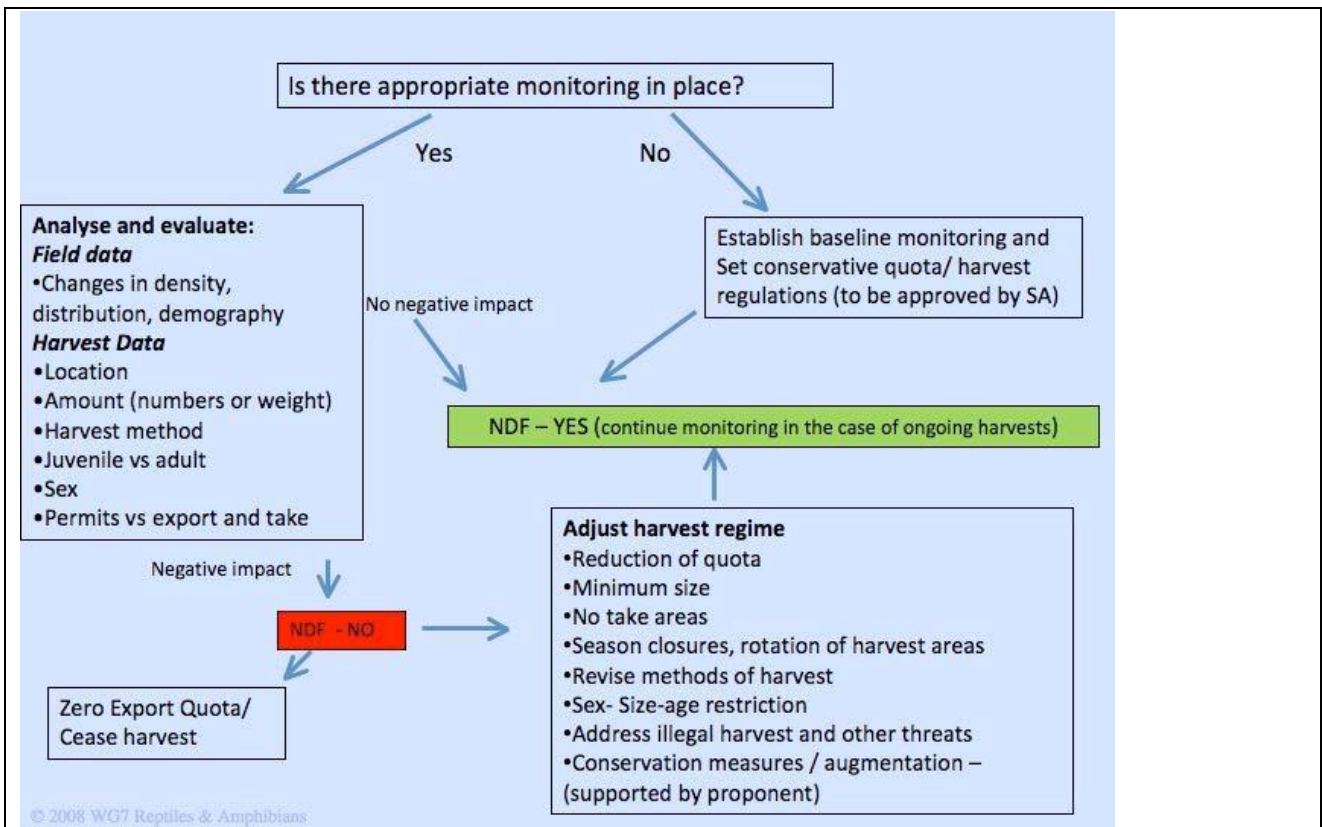 Is there appropriate monitoring in place?
Yes
No
Analyse and evaluate:
Field data
•Changes in density,
distribution, demography
Harvest Data
•Location
•Amount (numbers or weight)
•Harvest method
•Juvenile vs adult
•Sex
•Permits vs export and take
No negative impact
Establish baseline monitoring and
Set conservative quota/ harvest
regulations (to be approved by SA)
NDF – YES (continue monitoring in the case of ongoing harvests)
Negative impact
NDF - NO
Zero Export Quota/
Cease harvest
Adjust harvest regime
•Reduction of quota
•Minimum size
•No take areas
•Season closures, rotation of harvest areas
•Revise methods of harvest
•Sex- Size-age restriction
•Address illegal harvest and other threats
•Conservation measures / augmentation –
(supported by proponent)
© 2008 WG7 Reptiles & Amphibians